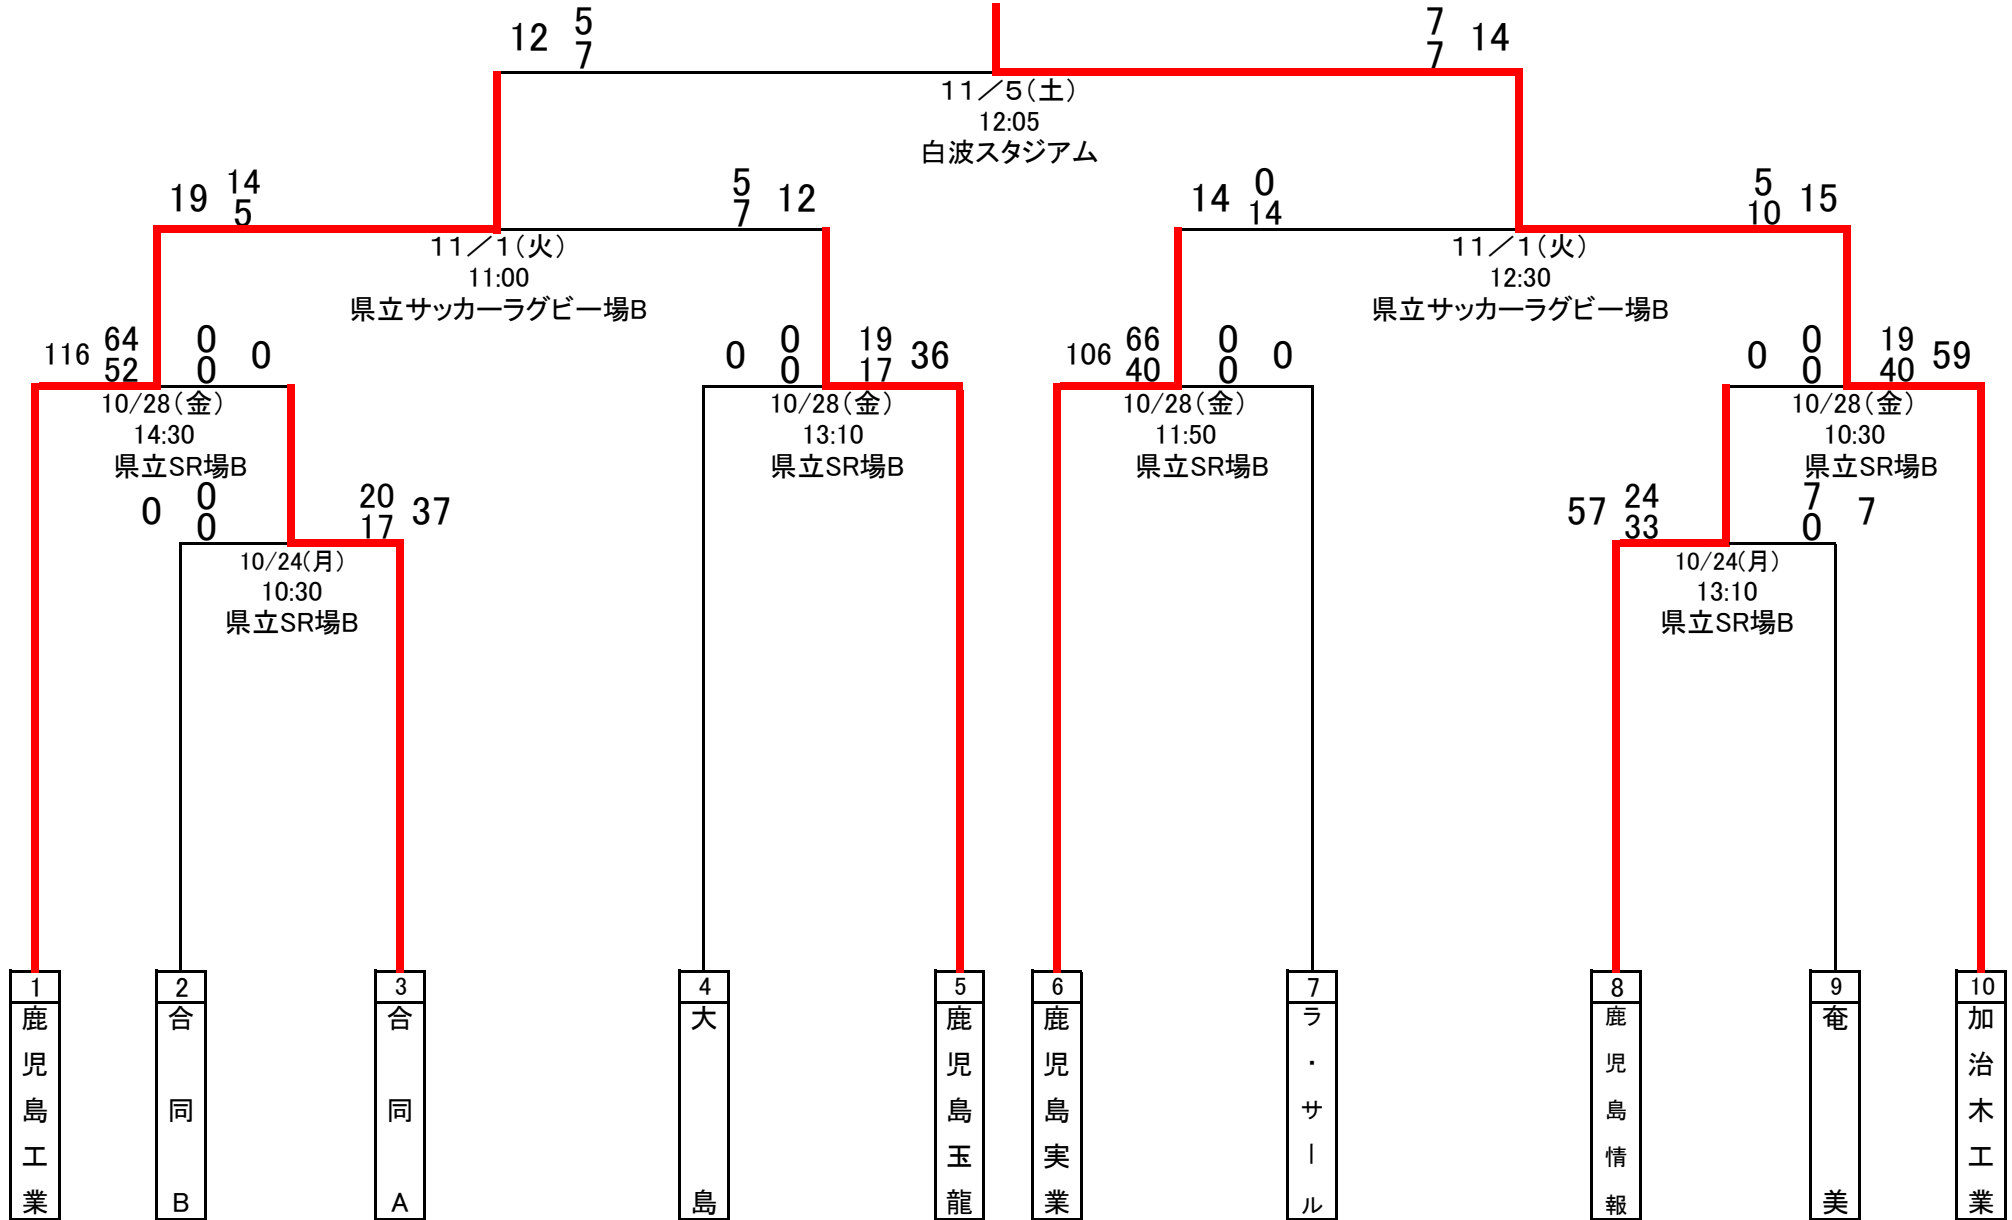 12 5 7 7 14
7 7
11／5(土)
12:05
白波スタジアム
19 14 5 12 14 0 5 15
5 7 14 10
11／1(火) 11／1(火)
11:00 12:30
県立サッカーラグビー場B 県立サッカーラグビー場B
116 64 0 0 0 0 19 36 106 66 0 0 0 0 19 59
52 0 0 17 40 0 0 40
10/28(金) 10/28(金) 10/28(金) 10/28(金)
14:30 13:10 11:50 10:30
県立SR場B 県立SR場B 県立SR場B 県立SR場B
0 0 20 37 57 24 7 7
0 17 33 0
10/24(月) 10/24(月)
10:30 13:10
県立SR場B 県立SR場B
1 2 3 4 5 6 7 8 9 10
鹿児島工業
合同B
合同A
大島
鹿児島玉龍
鹿児島実業
ラ・サール
鹿児島情報
奄美
加治木工業